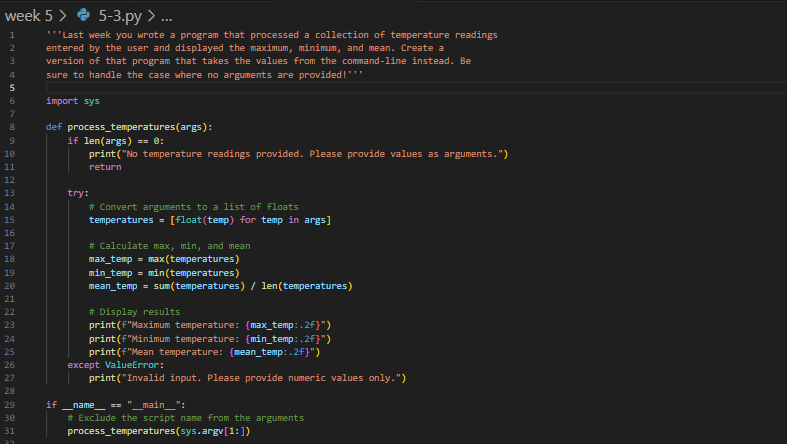 week 5 > 5-3.py > ...
1 '''Last week you wrote a program that processed a collection of temperature readings
2 entered by the user and displayed the maximum, minimum, and mean. Create a
3 version of that program that takes the values from the command-line instead. Be
4 sure to handle the case where no arguments are provided!'''
5
6 import sys
7
8 def process_temperatures(args):
9     if len(args) == 0:
10         print("No temperature readings provided. Please provide values as arguments.")
11         return
12
13     try:
14         # Convert arguments to a list of floats
15         temperatures = [float(temp) for temp in args]
16
17         # Calculate max, min, and mean
18         max_temp = max(temperatures)
19         min_temp = min(temperatures)
20         mean_temp = sum(temperatures) / len(temperatures)
21
22         # Display results
23         print(f"Maximum temperature: {max_temp:.2f}")
24         print(f"Minimum temperature: {min_temp:.2f}")
25         print(f"Mean temperature: {mean_temp:.2f}")
26     except ValueError:
27         print("Invalid input. Please provide numeric values only.")
28
29 if __name__ == "__main__":
30     # Exclude the script name from the arguments
31     process_temperatures(sys.argv[1:])
32